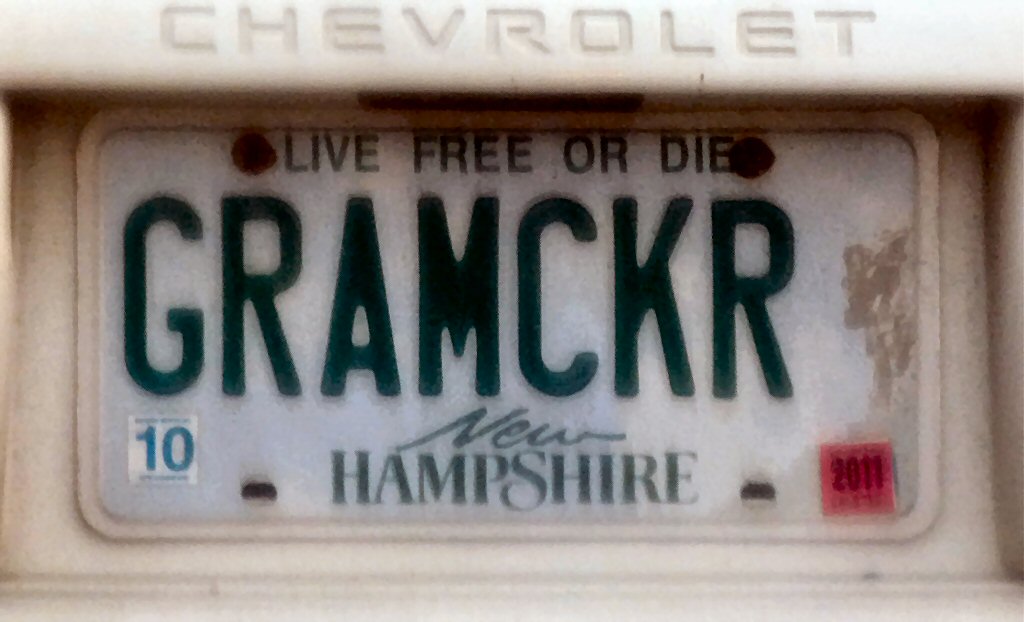 CHEVROLET
LIVE FREE OR DIE
GRAMCKR
10
New
HAMPSHIRE
2011